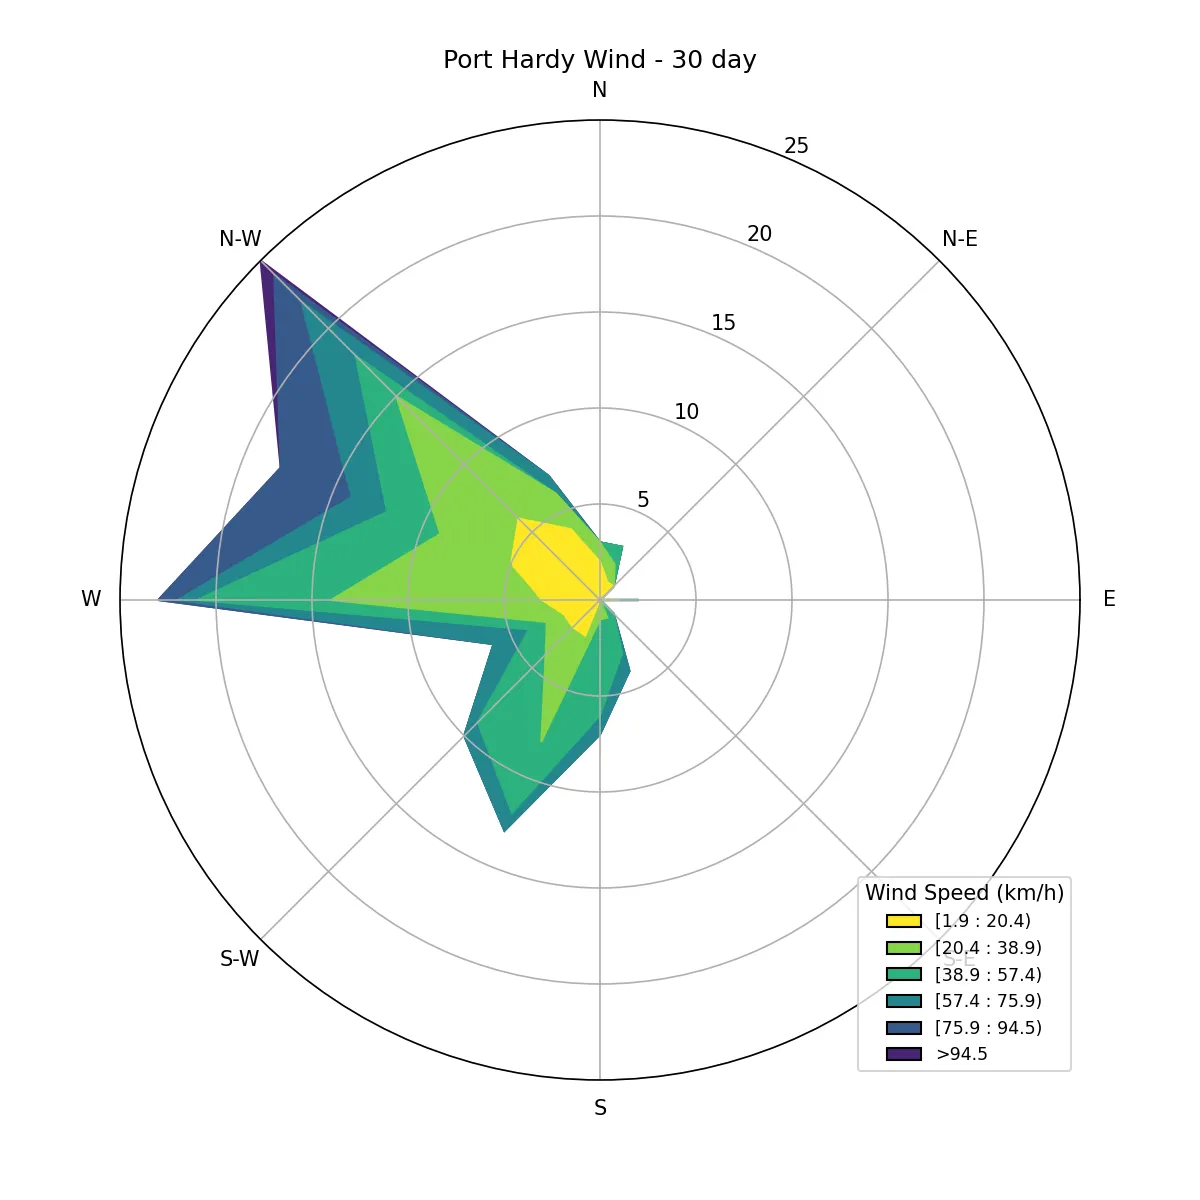 Port Hardy Wind - 30 day
N
25
20
N-W
N-E
15
10
5
W
E
Wind Speed (km/h)
[1.9 : 20.4)
[20.4 : 38.9)
S-W
S-E
[38.9 : 57.4)
[57.4 : 75.9)
[75.9 : 94.5)
>94.5
S